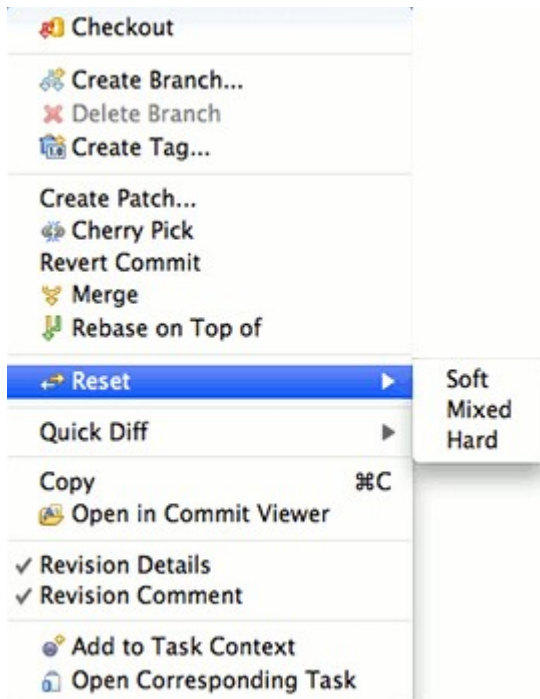 Checkout
Create Branch...
Delete Branch
Create Tag...
Create Patch...
Cherry Pick
Revert Commit
Merge
Rebase on Top of
Reset
Soft
Mixed
Hard
Quick Diff
Copy ⌘C
Open in Commit Viewer
✓ Revision Details
✓ Revision Comment
Add to Task Context
Open Corresponding Task